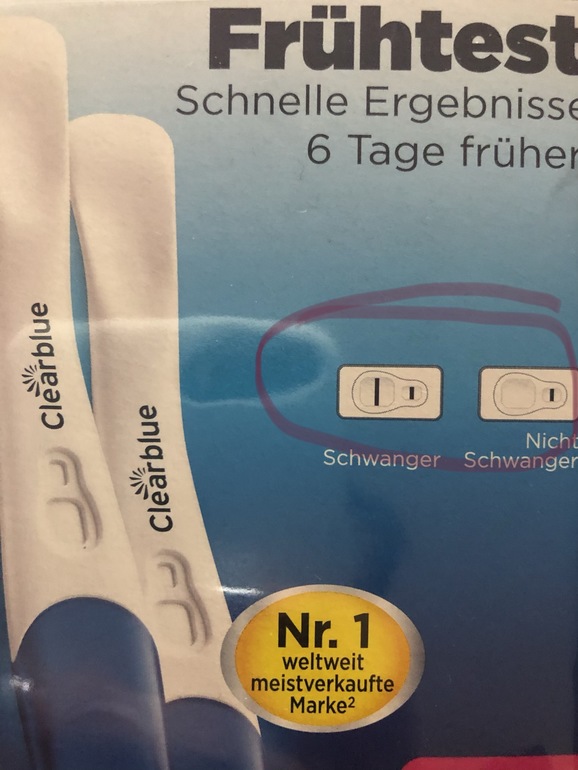 Frühtest
Schnelle Ergebnisse
6 Tage früher
Clearblue
Clearblue
Schwanger
Nicht
Schwanger
Nr. 1
weltweit
meistverkaufte
Marke²